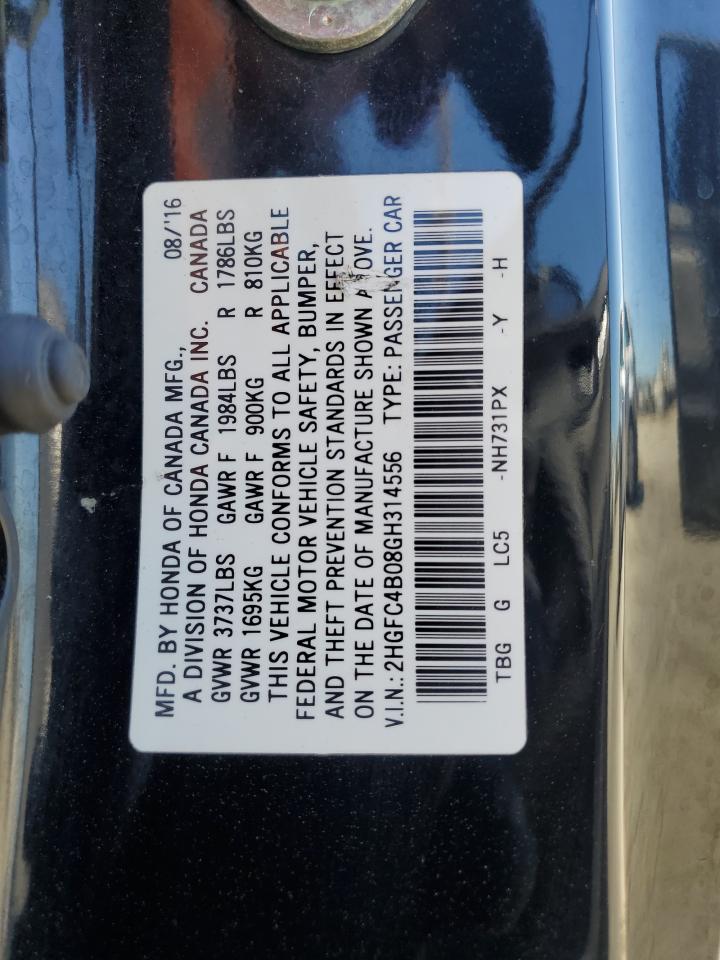 MFD. BY HONDA OF CANADA MFG., 08/'16
A DIVISION OF HONDA CANADA INC. CANADA
GVWR 3737LBS GAWR F 1984LBS R 1786LBS
GVWR 1695KG GAWR F 900KG R 810KG
THIS VEHICLE CONFORMS TO ALL APPLICABLE
FEDERAL MOTOR VEHICLE SAFETY, BUMPER,
AND THEFT PREVENTION STANDARDS IN EFFECT
ON THE DATE OF MANUFACTURE SHOWN ABOVE.
V.I.N.: 2HGFC4B08GH314556 TYPE: PASSENGER CAR
TBG G LC5 -NH731PX -Y -H